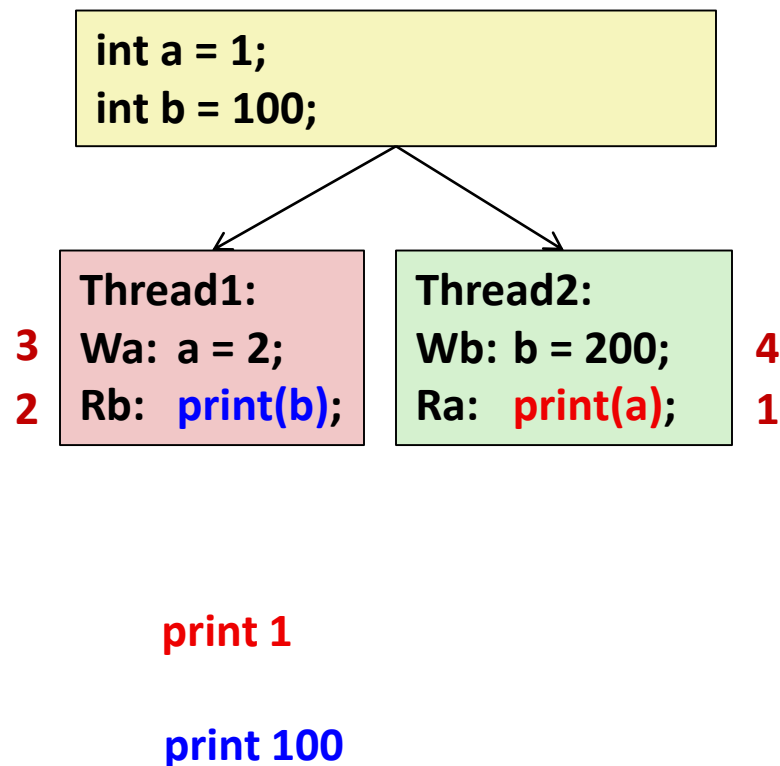 int a = 1;
int b = 100;
Thread1:
3 Wa: a = 2;
2 Rb: print(b);
Thread2:
Wb: b = 200; 4
Ra: print(a); 1
print 1
print 100